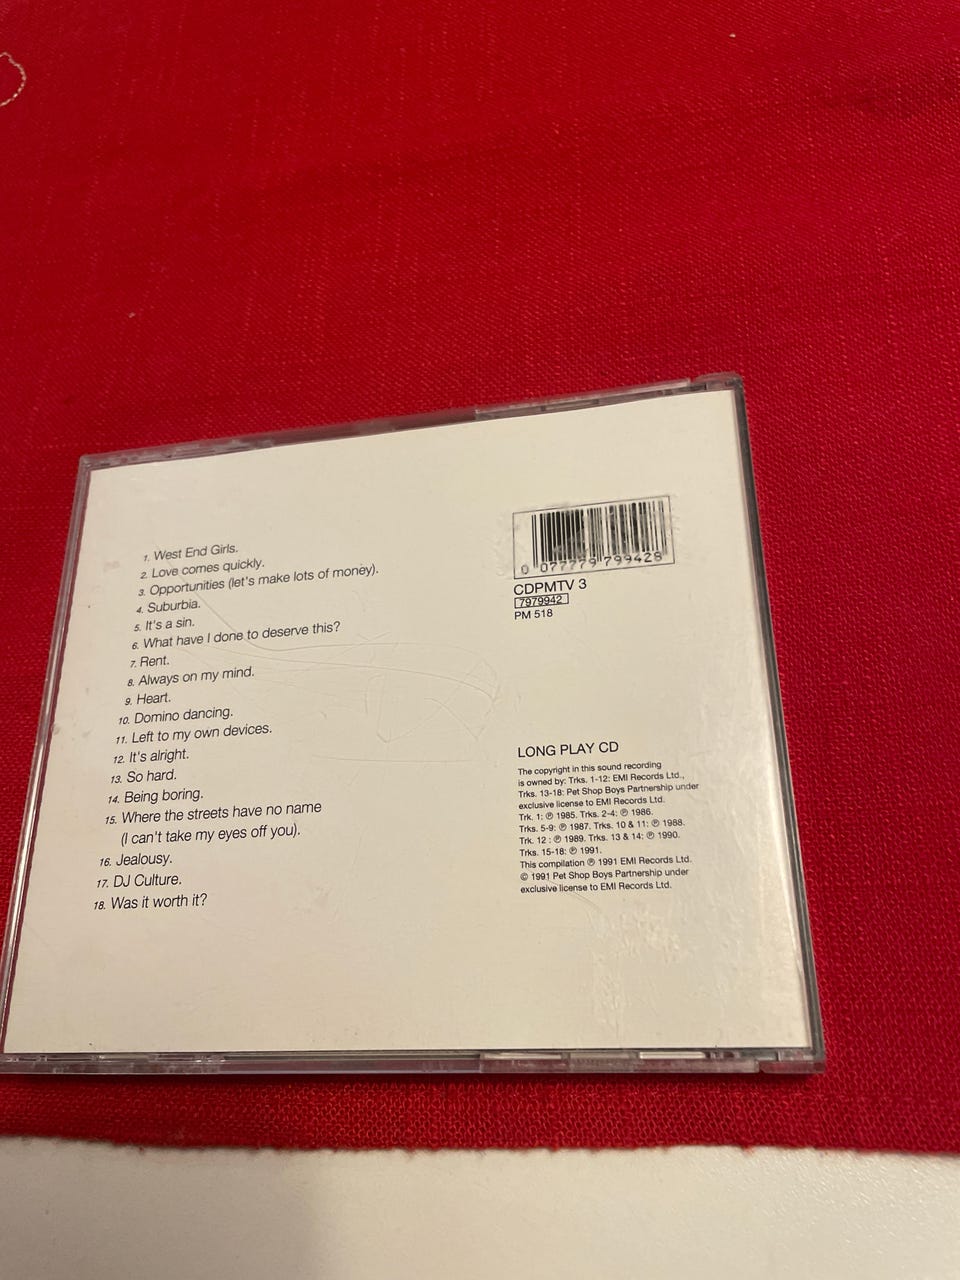 1. West End Girls.
2. Love comes quickly.
3. Opportunities (let's make lots of money).
4. Suburbia.
5. It's a sin.
6. What have I done to deserve this?
7. Rent.
8. Always on my mind.
9. Heart.
10. Domino dancing.
11. Left to my own devices.
12. It's alright.
13. So hard.
14. Being boring.
15. Where the streets have no name
(I can't take my eyes off you).
16. Jealousy.
17. DJ Culture.
18. Was it worth it?
0 077779 799428
CDPMTV 3
7979942
PM 518
LONG PLAY CD
The copyright in this sound recording
is owned by: Trks. 1-12: EMI Records Ltd.,
Trks. 13-18: Pet Shop Boys Partnership under
exclusive license to EMI Records Ltd.
Trk. 1: ℗ 1985. Trks. 2-4: ℗ 1986.
Trks. 5-9: ℗ 1987. Trks. 10 & 11: ℗ 1988.
Trk. 12 : ℗ 1989. Trks. 13 & 14: ℗ 1990.
Trks. 15-18: ℗ 1991.
This compilation ℗ 1991 EMI Records Ltd.
© 1991 Pet Shop Boys Partnership under
exclusive license to EMI Records Ltd.